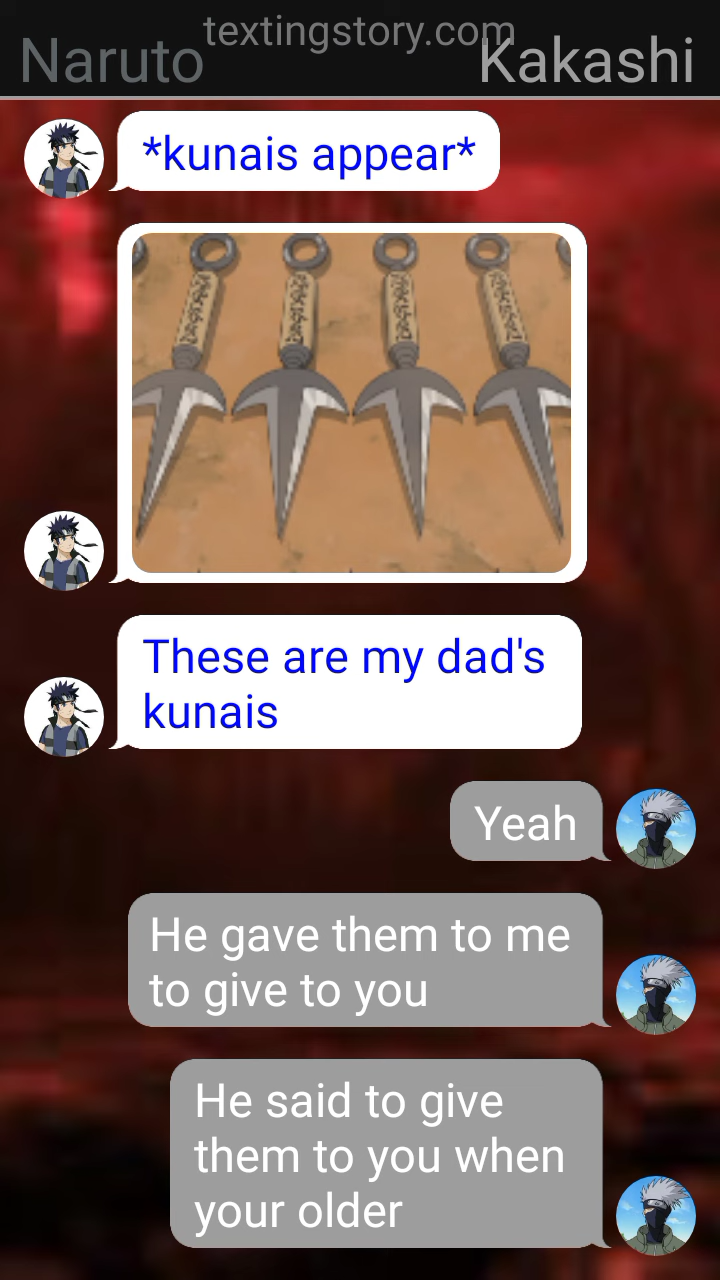 textingstory.com
Naruto
Kakashi
*kunais appear*
These are my dad's
kunais
Yeah
He gave them to me
to give to you
He said to give
them to you when
your older